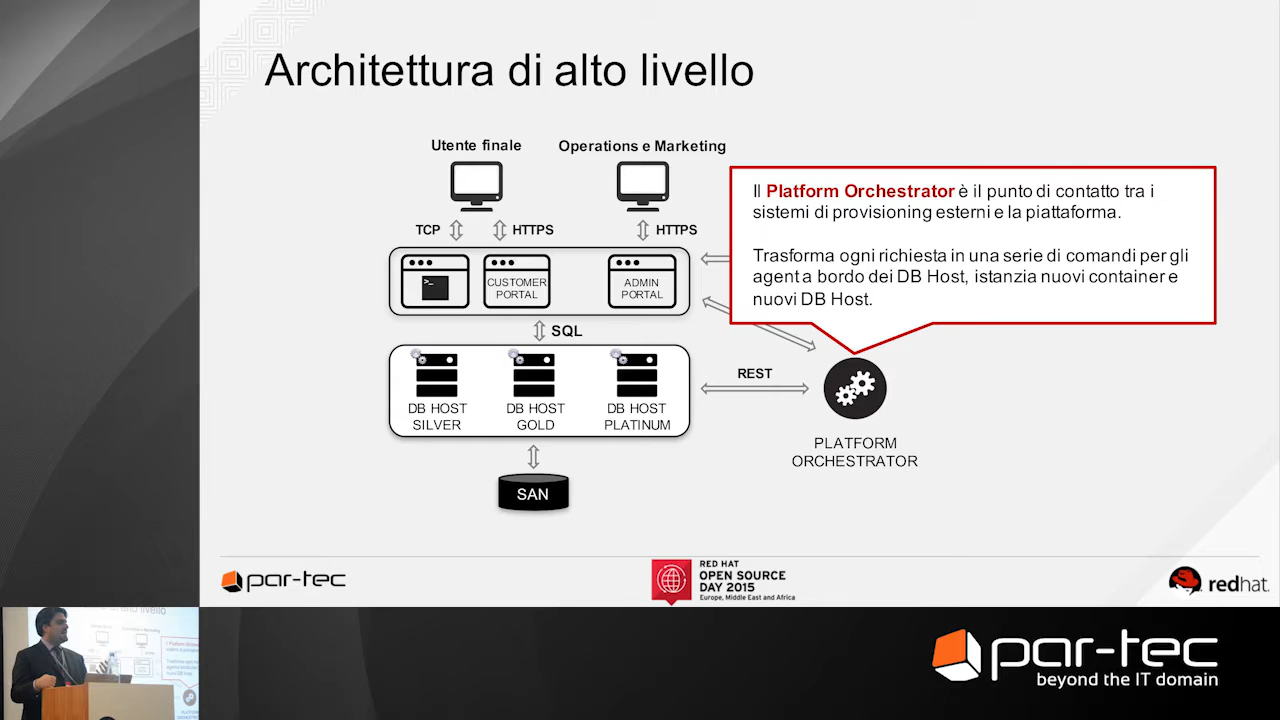 Architettura di alto livello
Utente finale
Operations e Marketing
Il Platform Orchestrator è il punto di contatto tra i
sistemi di provisioning esterni e la piattaforma.
Trasforma ogni richiesta in una serie di comandi per gli
agent a bordo dei DB Host, istanzia nuovi container e
nuovi DB Host.
TCP
HTTPS
HTTPS
>_
CUSTOMER
PORTAL
ADMIN
PORTAL
SQL
DB HOST
SILVER
DB HOST
GOLD
DB HOST
PLATINUM
REST
PLATFORM
ORCHESTRATOR
SAN
par-tec
RED HAT
OPEN SOURCE
DAY 2015
Europe, Middle East and Africa
redhat.
par-tec
beyond the IT domain